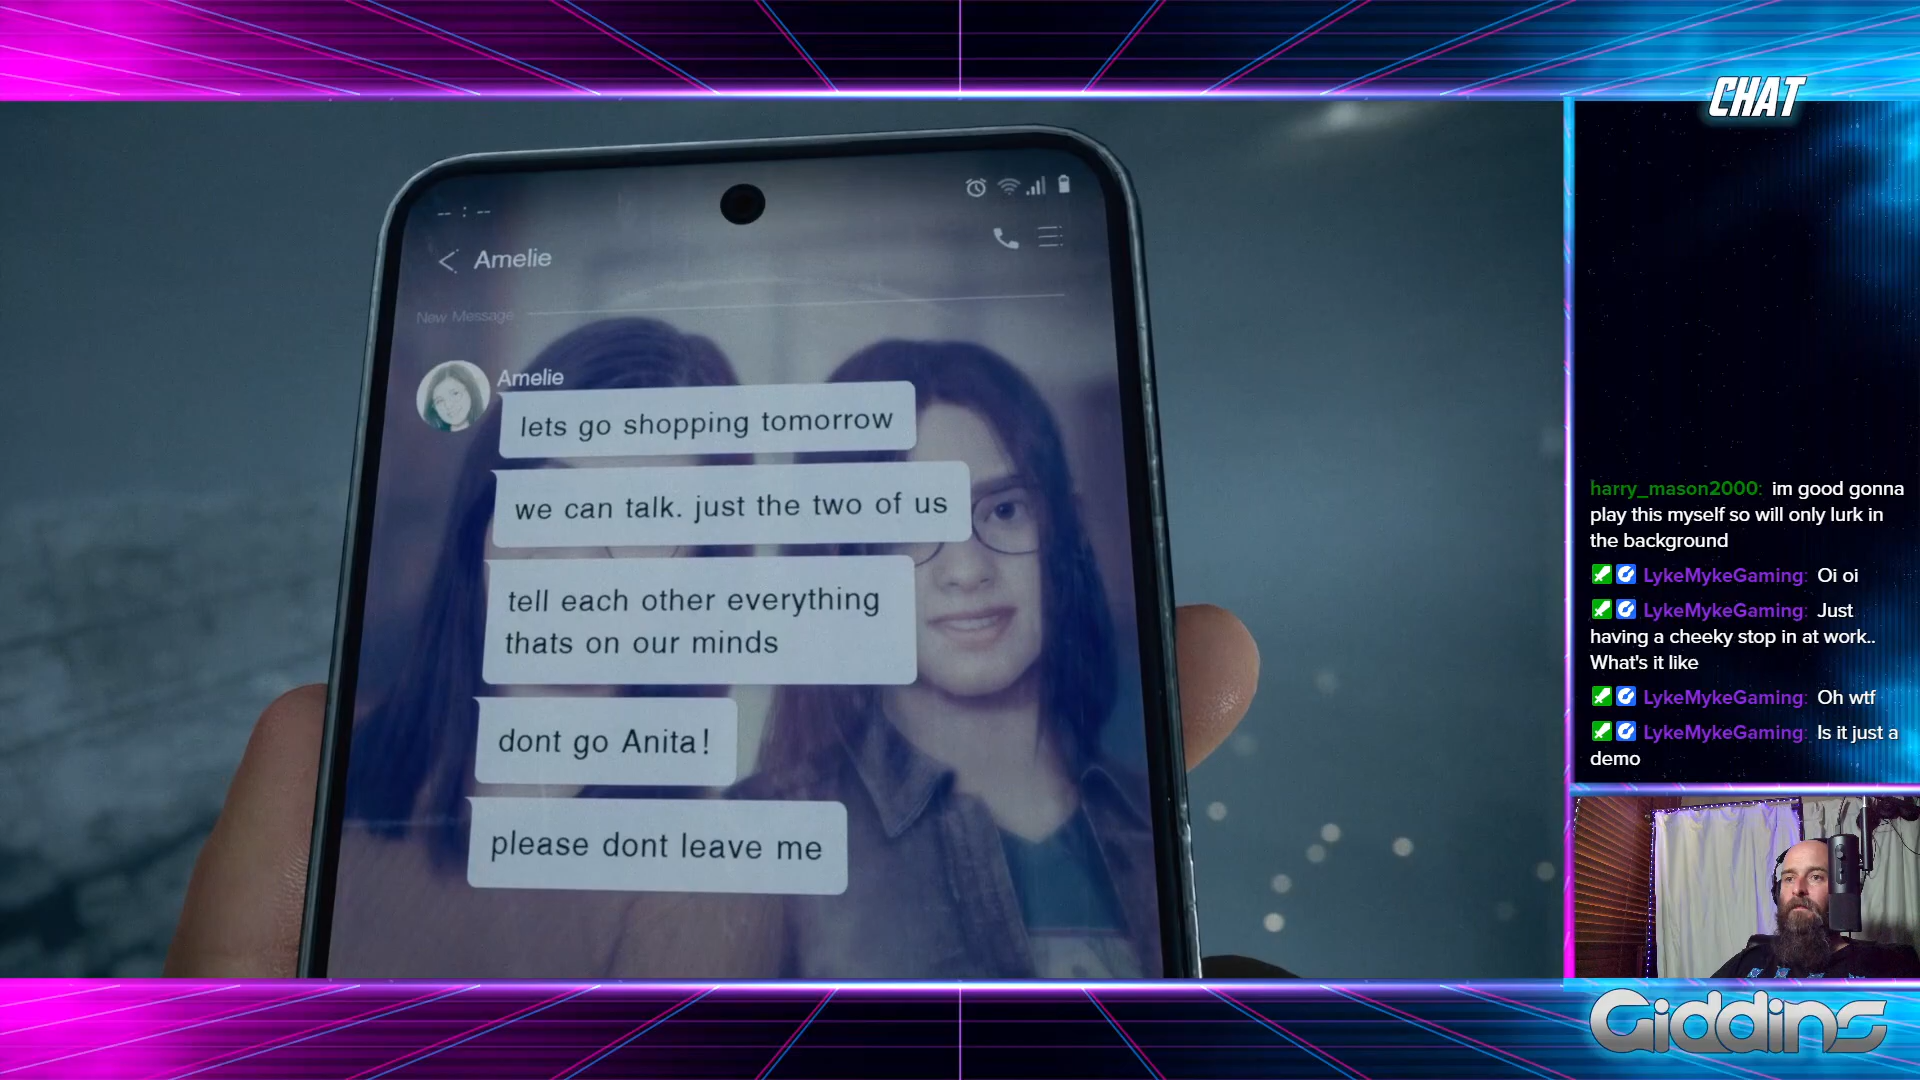 CHAT
-- : --
Amelie
New Message
Amelie
lets go shopping tomorrow
we can talk. just the two of us
tell each other everything
thats on our minds
dont go Anita!
please dont leave me
harry_mason2000: im good gonna
play this myself so will only lurk in
the background
LykeMykeGaming: Oi oi
LykeMykeGaming: Just
having a cheeky stop in at work..
What's it like
LykeMykeGaming: Oh wtf
LykeMykeGaming: Is it just a
demo
Giddins